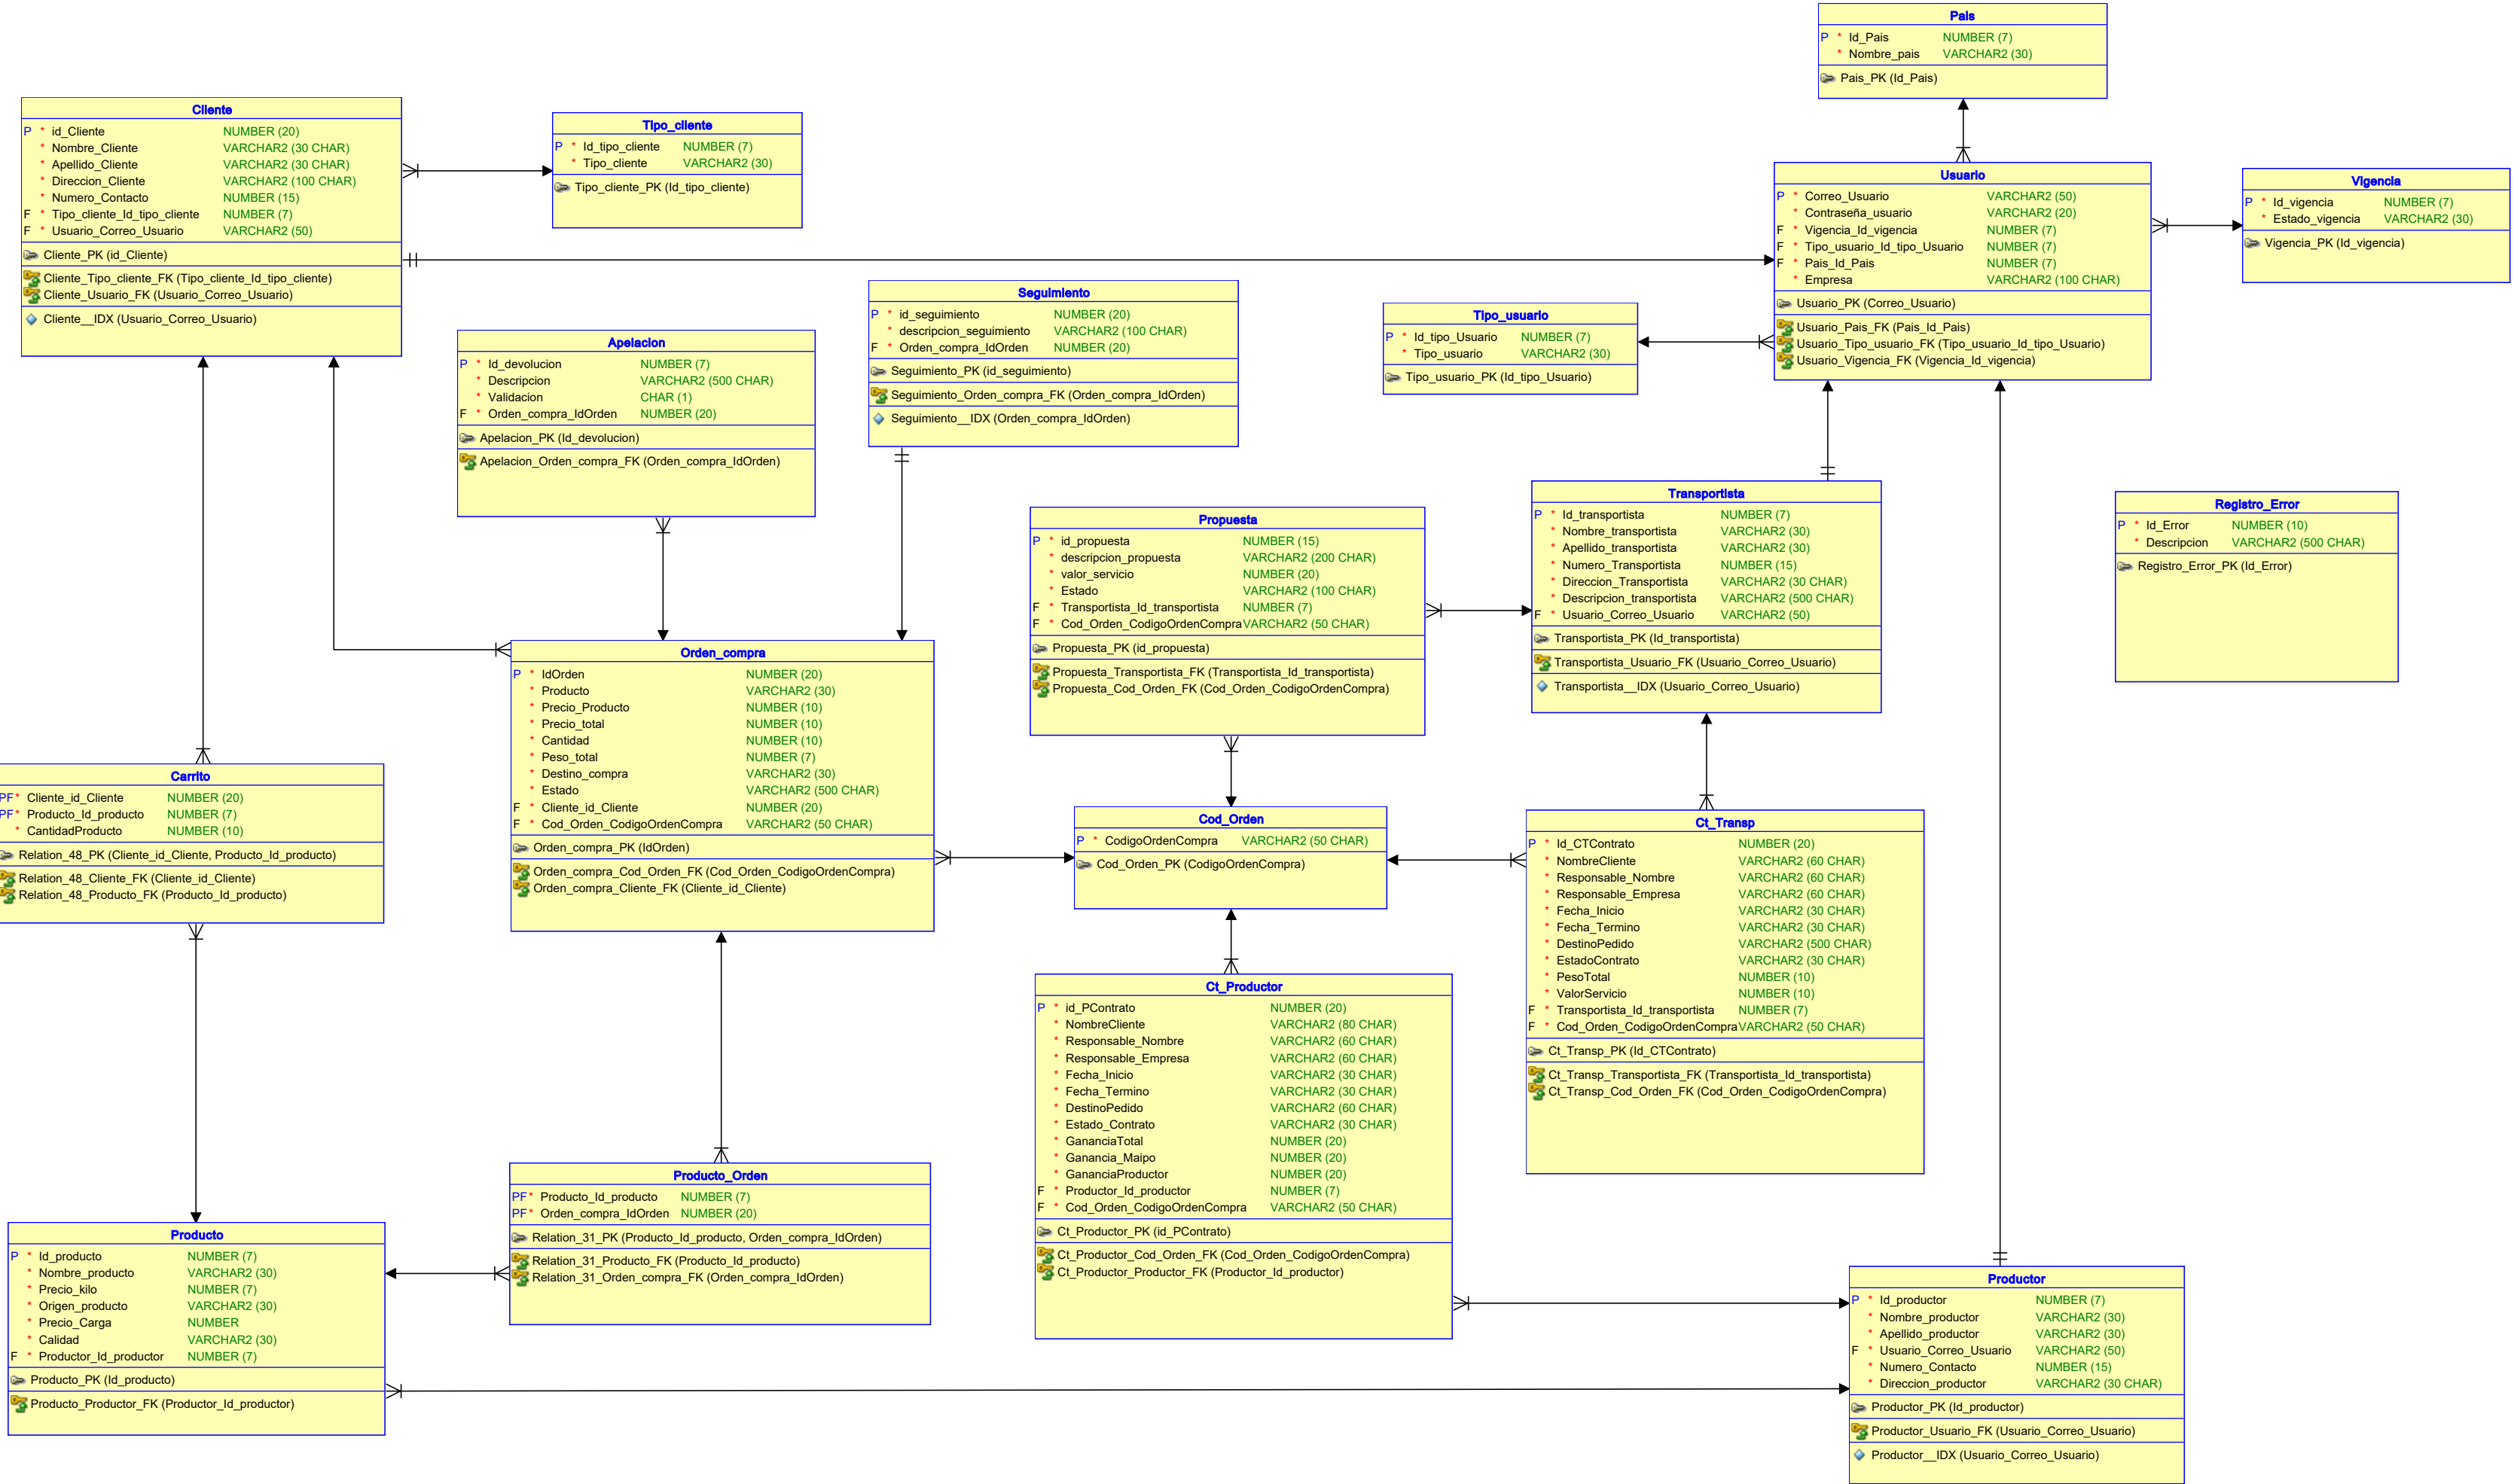 Pais
P * Id_Pais NUMBER (7)
* Nombre_pais VARCHAR2 (30)
Pais_PK (Id_Pais)
Cliente
P * id_Cliente NUMBER (20)
* Nombre_Cliente VARCHAR2 (30 CHAR)
* Apellido_Cliente VARCHAR2 (30 CHAR)
* Direccion_Cliente VARCHAR2 (100 CHAR)
* Numero_Contacto NUMBER (15)
F * Tipo_cliente_Id_tipo_cliente NUMBER (7)
F * Usuario_Correo_Usuario VARCHAR2 (50)
Cliente_PK (id_Cliente)
Cliente_Tipo_cliente_FK (Tipo_cliente_Id_tipo_cliente)
Cliente_Usuario_FK (Usuario_Correo_Usuario)
Cliente__IDX (Usuario_Correo_Usuario)
Tipo_cliente
P * Id_tipo_cliente NUMBER (7)
* Tipo_cliente VARCHAR2 (30)
Tipo_cliente_PK (Id_tipo_cliente)
Usuario
P * Correo_Usuario VARCHAR2 (50)
* Contraseña_usuario VARCHAR2 (20)
F * Vigencia_Id_vigencia NUMBER (7)
F * Tipo_usuario_Id_tipo_Usuario NUMBER (7)
F * Pais_Id_Pais NUMBER (7)
* Empresa VARCHAR2 (100 CHAR)
Usuario_PK (Correo_Usuario)
Usuario_Pais_FK (Pais_Id_Pais)
Usuario_Tipo_usuario_FK (Tipo_usuario_Id_tipo_Usuario)
Usuario_Vigencia_FK (Vigencia_Id_vigencia)
Vigencia
P * Id_vigencia NUMBER (7)
* Estado_vigencia VARCHAR2 (30)
Vigencia_PK (Id_vigencia)
Seguimiento
P * id_seguimiento NUMBER (20)
* descripcion_seguimiento VARCHAR2 (100 CHAR)
F * Orden_compra_IdOrden NUMBER (20)
Seguimiento_PK (id_seguimiento)
Seguimiento_Orden_compra_FK (Orden_compra_IdOrden)
Seguimiento__IDX (Orden_compra_IdOrden)
Tipo_usuario
P * Id_tipo_Usuario NUMBER (7)
* Tipo_usuario VARCHAR2 (30)
Tipo_usuario_PK (Id_tipo_Usuario)
Apelacion
P * Id_devolucion NUMBER (7)
* Descripcion VARCHAR2 (500 CHAR)
* Validacion CHAR (1)
F * Orden_compra_IdOrden NUMBER (20)
Apelacion_PK (Id_devolucion)
Apelacion_Orden_compra_FK (Orden_compra_IdOrden)
Transportista
P * Id_transportista NUMBER (7)
* Nombre_transportista VARCHAR2 (30)
* Apellido_transportista VARCHAR2 (30)
* Numero_Transportista NUMBER (15)
* Direccion_Transportista VARCHAR2 (30 CHAR)
* Descripcion_transportista VARCHAR2 (500 CHAR)
F * Usuario_Correo_Usuario VARCHAR2 (50)
Transportista_PK (Id_transportista)
Transportista_Usuario_FK (Usuario_Correo_Usuario)
Transportista__IDX (Usuario_Correo_Usuario)
Registro_Error
P * Id_Error NUMBER (10)
* Descripcion VARCHAR2 (500 CHAR)
Registro_Error_PK (Id_Error)
Propuesta
P * id_propuesta NUMBER (15)
* descripcion_propuesta VARCHAR2 (200 CHAR)
* valor_servicio NUMBER (20)
* Estado VARCHAR2 (100 CHAR)
F * Transportista_Id_transportista NUMBER (7)
F * Cod_Orden_CodigoOrdenCompra VARCHAR2 (50 CHAR)
Propuesta_PK (id_propuesta)
Propuesta_Transportista_FK (Transportista_Id_transportista)
Propuesta_Cod_Orden_FK (Cod_Orden_CodigoOrdenCompra)
Orden_compra
P * IdOrden NUMBER (20)
* Producto VARCHAR2 (30)
* Precio_Producto NUMBER (10)
* Precio_total NUMBER (10)
* Cantidad NUMBER (10)
* Peso_total NUMBER (7)
* Destino_compra VARCHAR2 (30)
* Estado VARCHAR2 (500 CHAR)
F * Cliente_id_Cliente NUMBER (20)
F * Cod_Orden_CodigoOrdenCompra VARCHAR2 (50 CHAR)
Orden_compra_PK (IdOrden)
Orden_compra_Cod_Orden_FK (Cod_Orden_CodigoOrdenCompra)
Orden_compra_Cliente_FK (Cliente_id_Cliente)
Carrito
PF * Cliente_id_Cliente NUMBER (20)
PF * Producto_Id_producto NUMBER (7)
* CantidadProducto NUMBER (10)
Relation_48_PK (Cliente_id_Cliente, Producto_Id_producto)
Relation_48_Cliente_FK (Cliente_id_Cliente)
Relation_48_Producto_FK (Producto_Id_producto)
Cod_Orden
P * CodigoOrdenCompra VARCHAR2 (50 CHAR)
Cod_Orden_PK (CodigoOrdenCompra)
Ct_Transp
P * Id_CTContrato NUMBER (20)
* NombreCliente VARCHAR2 (60 CHAR)
* Responsable_Nombre VARCHAR2 (60 CHAR)
* Responsable_Empresa VARCHAR2 (60 CHAR)
* Fecha_Inicio VARCHAR2 (30 CHAR)
* Fecha_Termino VARCHAR2 (30 CHAR)
* DestinoPedido VARCHAR2 (500 CHAR)
* EstadoContrato VARCHAR2 (30 CHAR)
* PesoTotal NUMBER (10)
* ValorServicio NUMBER (10)
F * Transportista_Id_transportista NUMBER (7)
F * Cod_Orden_CodigoOrdenCompra VARCHAR2 (50 CHAR)
Ct_Transp_PK (Id_CTContrato)
Ct_Transp_Transportista_FK (Transportista_Id_transportista)
Ct_Transp_Cod_Orden_FK (Cod_Orden_CodigoOrdenCompra)
Ct_Productor
P * id_PContrato NUMBER (20)
* NombreCliente VARCHAR2 (80 CHAR)
* Responsable_Nombre VARCHAR2 (60 CHAR)
* Responsable_Empresa VARCHAR2 (60 CHAR)
* Fecha_Inicio VARCHAR2 (30 CHAR)
* Fecha_Termino VARCHAR2 (30 CHAR)
* DestinoPedido VARCHAR2 (60 CHAR)
* Estado_Contrato VARCHAR2 (30 CHAR)
* GananciaTotal NUMBER (20)
* Ganancia_Maipo NUMBER (20)
* GananciaProductor NUMBER (20)
F * Productor_Id_productor NUMBER (7)
F * Cod_Orden_CodigoOrdenCompra VARCHAR2 (50 CHAR)
Ct_Productor_PK (id_PContrato)
Ct_Productor_Cod_Orden_FK (Cod_Orden_CodigoOrdenCompra)
Ct_Productor_Productor_FK (Productor_Id_productor)
Producto_Orden
PF * Producto_Id_producto NUMBER (7)
PF * Orden_compra_IdOrden NUMBER (20)
Relation_31_PK (Producto_Id_producto, Orden_compra_IdOrden)
Relation_31_Producto_FK (Producto_Id_producto)
Relation_31_Orden_compra_FK (Orden_compra_IdOrden)
Producto
P * Id_producto NUMBER (7)
* Nombre_producto VARCHAR2 (30)
* Precio_kilo NUMBER (7)
* Origen_producto VARCHAR2 (30)
* Precio_Carga NUMBER
* Calidad VARCHAR2 (30)
F * Productor_Id_productor NUMBER (7)
Producto_PK (Id_producto)
Producto_Productor_FK (Productor_Id_productor)
Productor
P * Id_productor NUMBER (7)
* Nombre_productor VARCHAR2 (30)
* Apellido_productor VARCHAR2 (30)
F * Usuario_Correo_Usuario VARCHAR2 (50)
* Numero_Contacto NUMBER (15)
* Direccion_productor VARCHAR2 (30 CHAR)
Productor_PK (Id_productor)
Productor_Usuario_FK (Usuario_Correo_Usuario)
Productor__IDX (Usuario_Correo_Usuario)